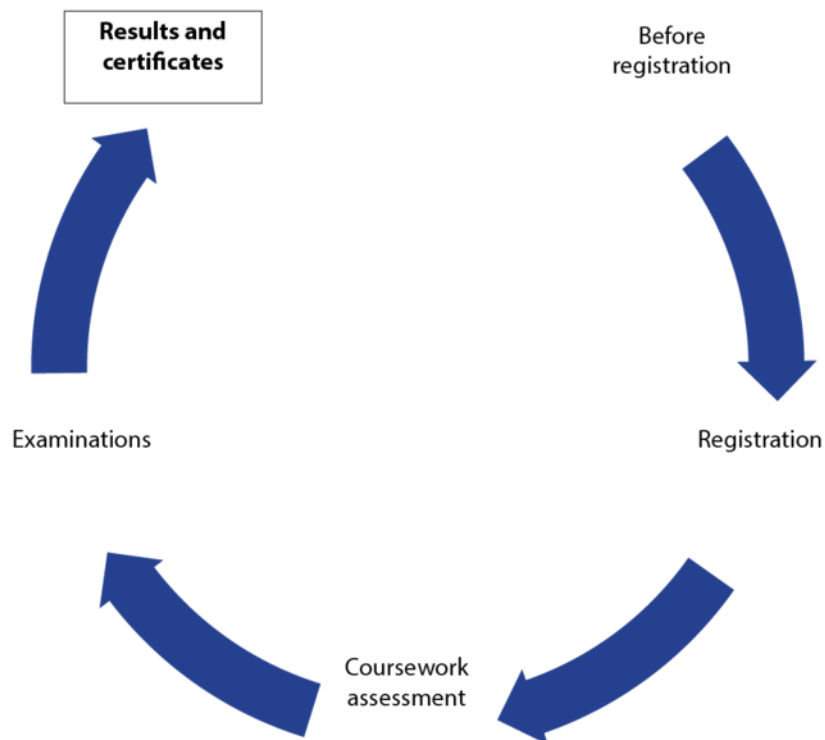 Results and
certificates
Before
registration
Examinations
Registration
Coursework
assessment